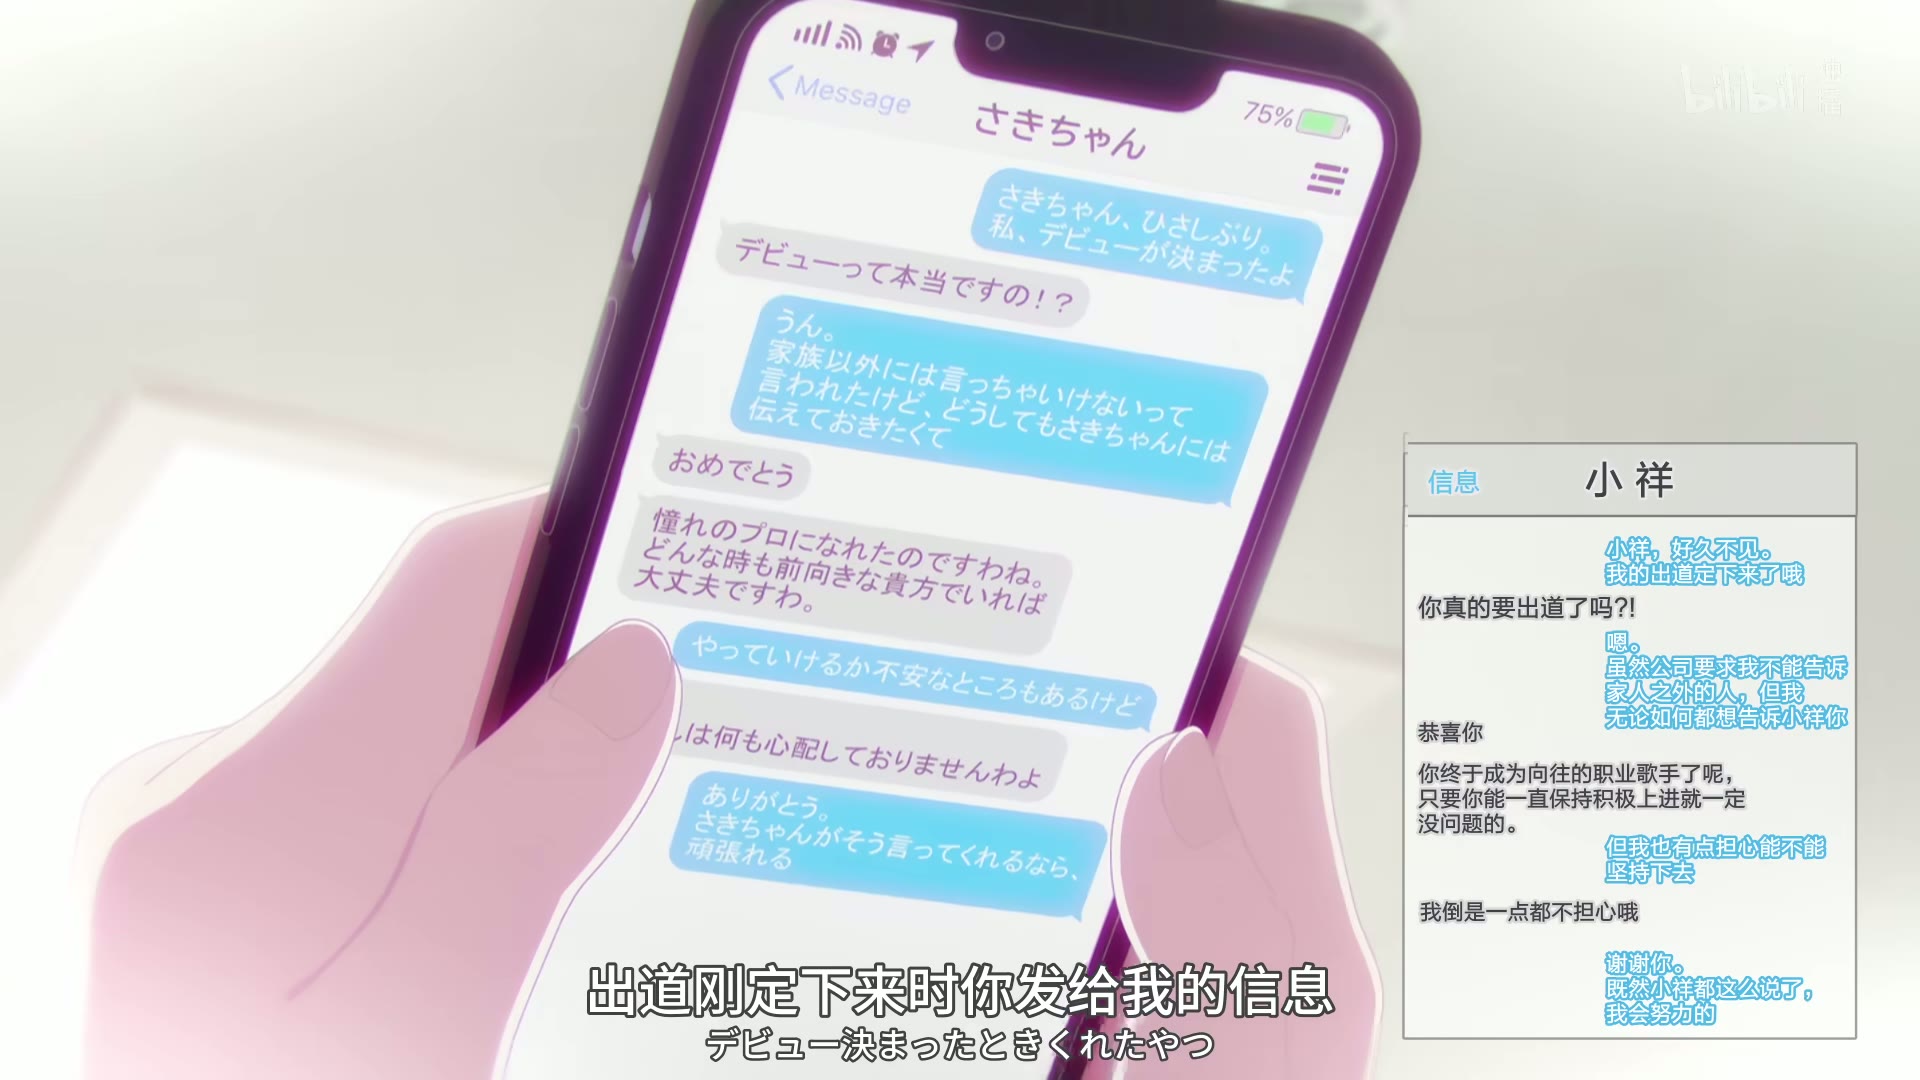 Message
さきちゃん
75%
bilibili
さきちゃん、ひさしぶり。
私、デビューが決まったよ
デビューって本当ですの！？
うん。
家族以外には言っちゃいけないって
言われたけど、どうしてもさきちゃんには
伝えておきたくて
おめでとう
憧れのプロになれたのですわね。
どんな時も前向きな貴方でいれば
大丈夫ですわ。
やっていけるか不安なところもあるけど
は何も心配しておりませんわよ
ありがとう。
さきちゃんがそう言ってくれるなら、
頑張れる
信息
小祥
小祥，好久不见。
我的出道定下来了哦
你真的要出道了吗?!
嗯。
虽然公司要求我不能告诉
家人之外的人，但我
无论如何都想告诉小祥你
恭喜你
你终于成为向往的职业歌手了呢，
只要你能一直保持积极上进就一定
没问题的。
但我也有点担心能不能
坚持下去
我倒是一点都不担心哦
谢谢你。
既然小祥都这么说了，
我会努力的
出道刚定下来时你发给我的信息
デビュー決まったときくれたやつ